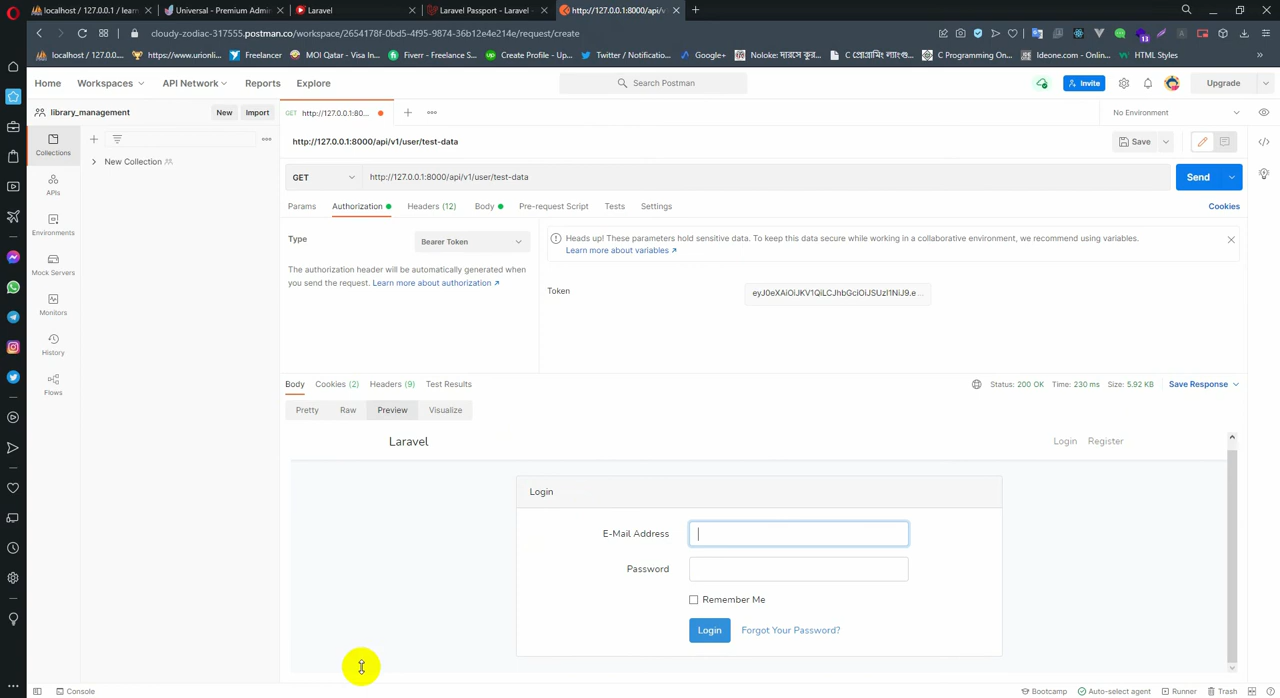 localhost / 127.0.0.1 / learn
Universal - Premium Admin
Laravel
Laravel Passport - Laravel -
http://127.0.0.1:8000/api/v
cloudy-zodiac-317555.postman.co/workspace/2654178f-0bd5-4f95-9874-36b12e4e214e/request/create
localhost / 127.0.0....
https://www.urionlin...
Freelancer
MOI Qatar - Visa In...
Fiverr - Freelance S...
Create Profile - Up...
Twitter / Notificatio...
Google+
C Programming On...
Ideone.com - Onlin...
HTML Styles
Home
Workspaces
API Network
Reports
Explore
Search Postman
Invite
Upgrade
library_management
New
Import
GET http://127.0.0.1:80...
No Environment
Collections
New Collection
http://127.0.0.1:8000/api/v1/user/test-data
Save
GET
http://127.0.0.1:8000/api/v1/user/test-data
Send
APIs
Params
Authorization
Headers (12)
Body
Pre-request Script
Tests
Settings
Cookies
Environments
Type
Bearer Token
Heads up! These parameters hold sensitive data. To keep this data secure while working in a collaborative environment, we recommend using variables.
Learn more about variables ↗
Mock Servers
The authorization header will be automatically generated when
you send the request. Learn more about authorization ↗
Token
Monitors
History
Flows
Body
Cookies (2)
Headers (9)
Test Results
Status: 200 OK
Time: 230 ms
Size: 5.92 KB
Save Response
Pretty
Raw
Preview
Visualize
Laravel
Login
Register
Login
E-Mail Address
Password
Remember Me
Login
Forgot Your Password?
Console
Bootcamp
Auto-select agent
Runner
Trash